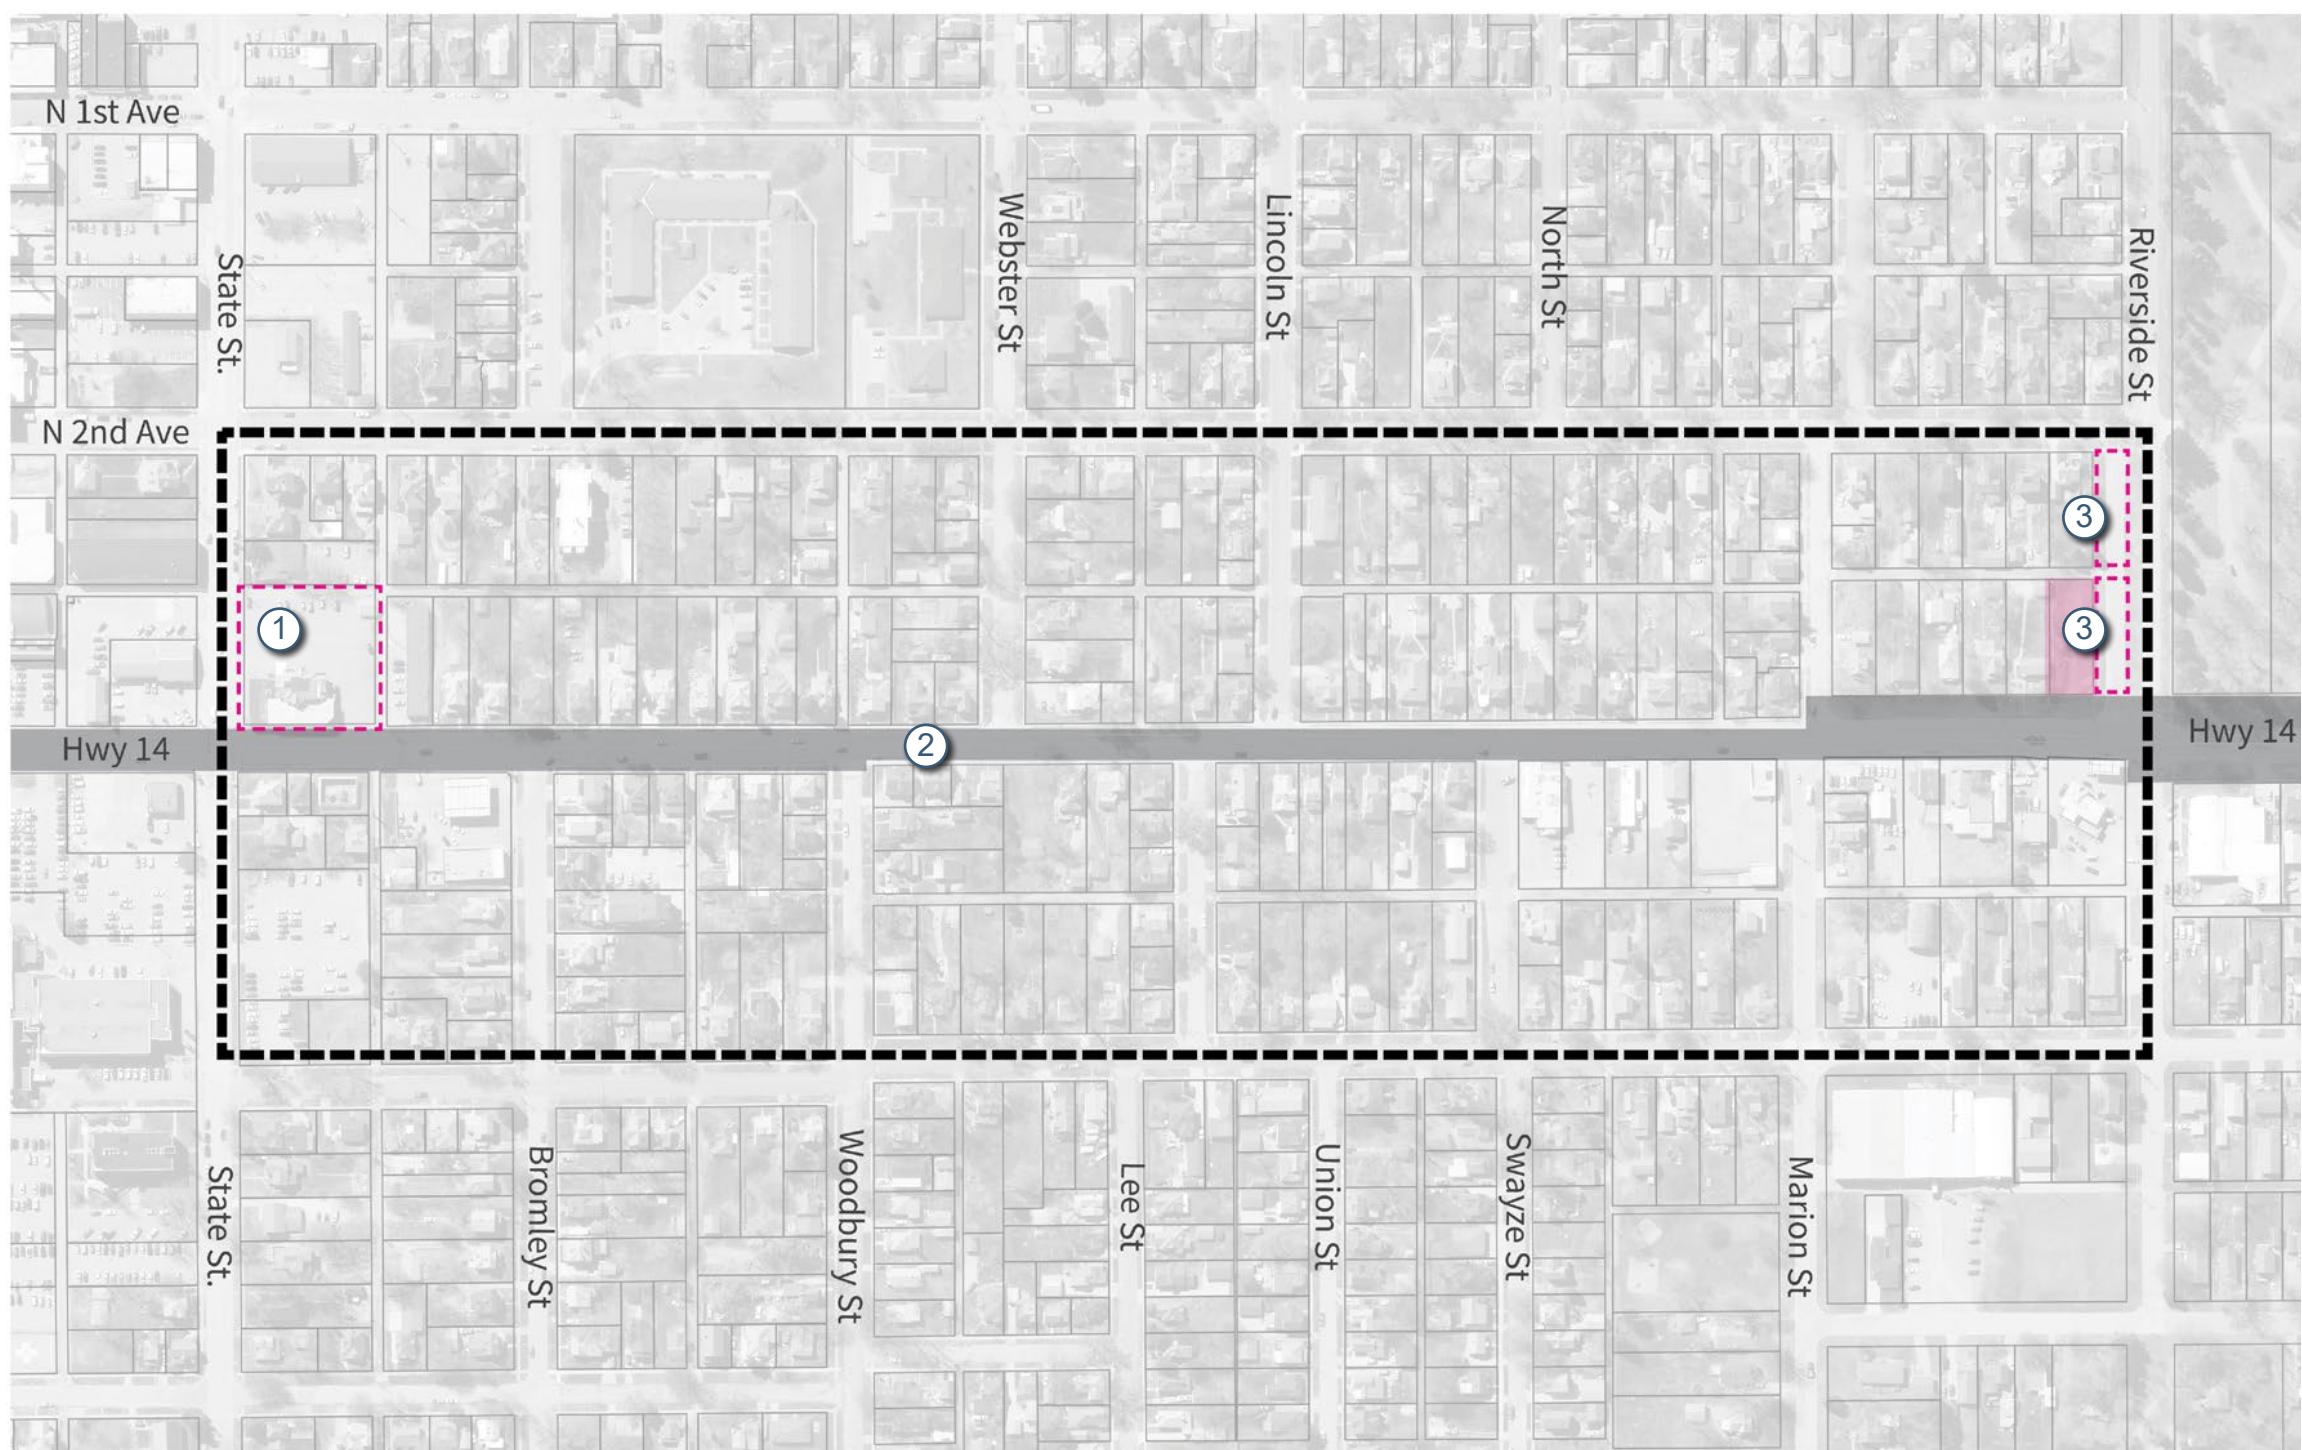 N 1st Ave
State St.
Webster St
Lincoln St
North St
Riverside St
N 2nd Ave
3
1
3
Hwy 14
2
Hwy 14
State St.
Bromley St
Woodbury St
Lee St
Union St
Swayze St
Marion St